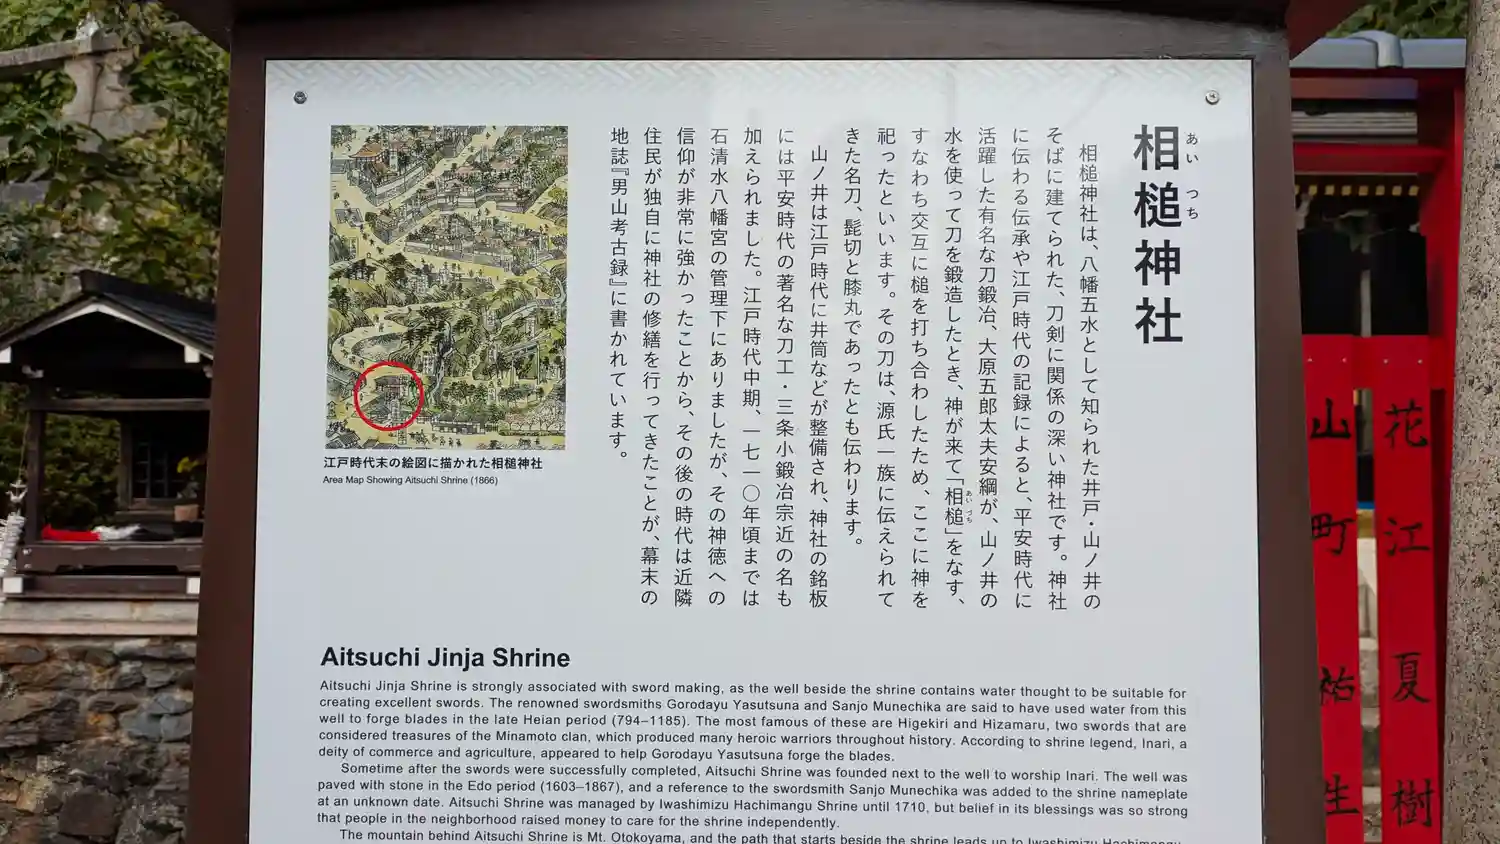 相槌神社
あい つち
相槌神社は、八幡五水として知られた井戸・山ノ井の
そばに建てられた、刀剣に関係の深い神社です。神社
に伝わる伝承や江戸時代の記録によると、平安時代に
活躍した有名な刀鍛冶、大原五郎太夫安綱が、山ノ井の
水を使って刀を鍛造したとき、神が来て「相槌」をなす、
あい づち
すなわち交互に槌を打ち合わしたため、ここに神を
祀ったといいます。その刀は、源氏一族に伝えられて
きた名刀、髭切と膝丸であったとも伝わります。
山ノ井は江戸時代に井筒などが整備され、神社の銘板
には平安時代の著名な刀工・三条小鍛冶宗近の名も
加えられました。江戸時代中期、一七一〇年頃までは
石清水八幡宮の管理下にありましたが、その神徳への
信仰が非常に強かったことから、その後の時代は近隣
住民が独自に神社の修繕を行ってきたことが、幕末の
地誌『男山考古録』に書かれています。
江戸時代末の絵図に描かれた相槌神社
Area Map Showing Aitsuchi Shrine (1866)
Aitsuchi Jinja Shrine
Aitsuchi Jinja Shrine is strongly associated with sword making, as the well beside the shrine contains water thought to be suitable for
creating excellent swords. The renowned swordsmiths Gorodayu Yasutsuna and Sanjo Munechika are said to have used water from this
well to forge blades in the late Heian period (794–1185). The most famous of these are Higekiri and Hizamaru, two swords that are
considered treasures of the Minamoto clan, which produced many heroic warriors throughout history. According to shrine legend, Inari, a
deity of commerce and agriculture, appeared to help Gorodayu Yasutsuna forge the blades.
Sometime after the swords were successfully completed, Aitsuchi Shrine was founded next to the well to worship Inari. The well was
paved with stone in the Edo period (1603–1867), and a reference to the swordsmith Sanjo Munechika was added to the shrine nameplate
at an unknown date. Aitsuchi Shrine was managed by Iwashimizu Hachimangu Shrine until 1710, but belief in its blessings was so strong
that people in the neighborhood raised money to care for the shrine independently.
The mountain behind Aitsuchi Shrine is Mt. Otokoyama, and the path that starts beside the shrine leads up to Iwashimizu Hachimangu
花江夏樹
山町祐生